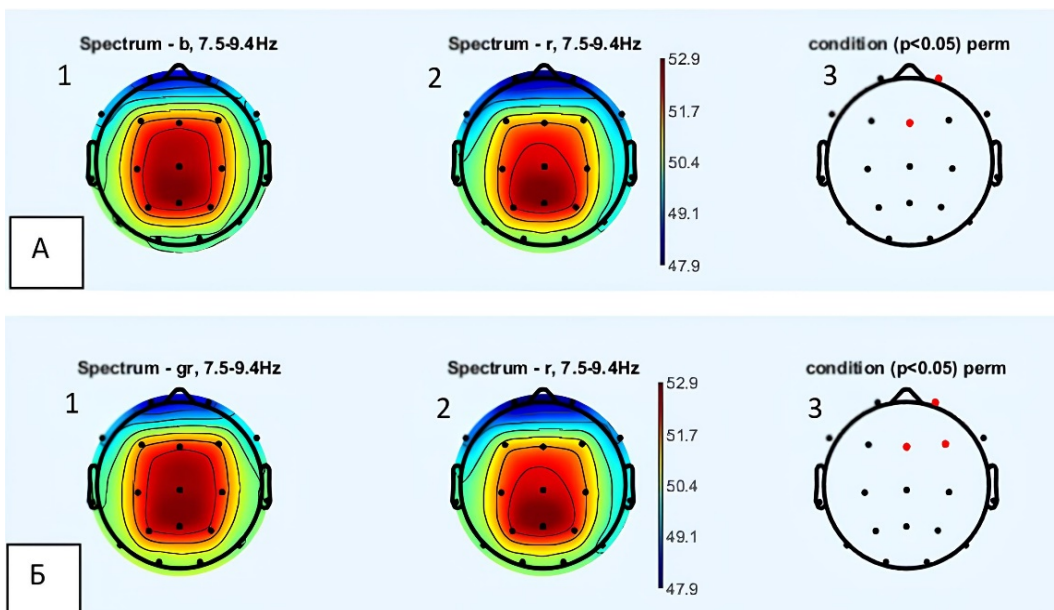 Spectrum - b, 7.5-9.4Hz
Spectrum - r, 7.5-9.4Hz
condition (p<0.05) perm
1
2
3
52.9
51.7
50.4
49.1
47.9
А
Spectrum - gr, 7.5-9.4Hz
Spectrum - r, 7.5-9.4Hz
condition (p<0.05) perm
1
2
3
52.9
51.7
50.4
49.1
47.9
Б